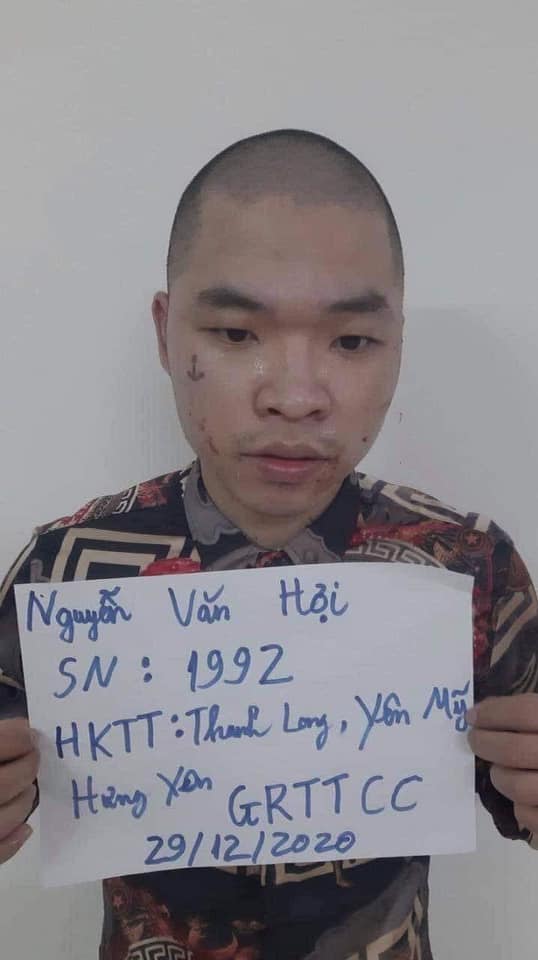 Nguyễn Văn Hội
SN: 1992
HKTT: Thanh Long, Yên Mỹ
Hưng Yên GRTTCC
29/12/2020